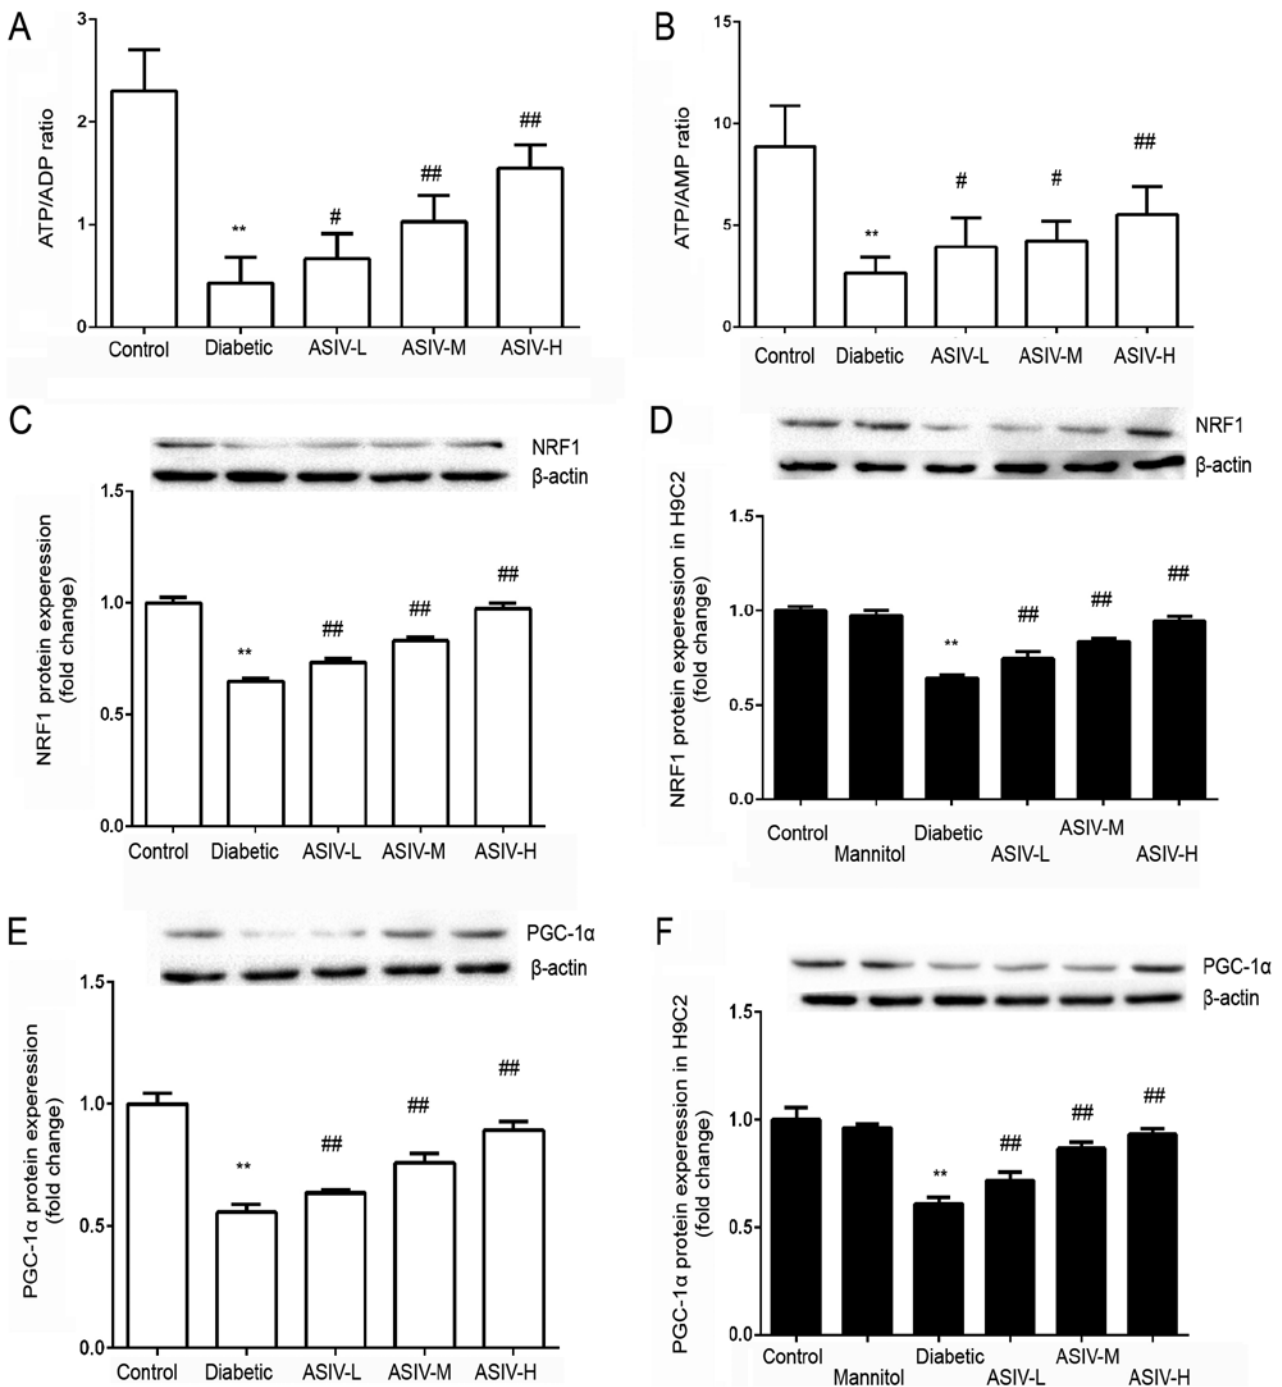 A
ATP/ADP ratio
3
2
1
0
**
#
##
##
Control Diabetic ASIV-L ASIV-M ASIV-H
B
ATP/AMP ratio
15
10
5
0
**
#
#
##
Control Diabetic ASIV-L ASIV-M ASIV-H
C
NRF1
β-actin
NRF1 protein experession
(fold change)
1.5
1.0
0.5
0.0
**
##
##
##
Control Diabetic ASIV-L ASIV-M ASIV-H
D
NRF1
β-actin
NRF1 protein experession in H9C2
(fold change)
1.5
1.0
0.5
0.0
**
##
##
##
Control Mannitol Diabetic ASIV-L ASIV-M ASIV-H
E
PGC-1α
β-actin
PGC-1α protein experession
(fold change)
1.5
1.0
0.5
0.0
**
##
##
##
Control Diabetic ASIV-L ASIV-M ASIV-H
F
PGC-1α
β-actin
PGC-1α protein experession in H9C2
(fold change)
1.5
1.0
0.5
0.0
**
##
##
##
Control Mannitol Diabetic ASIV-L ASIV-M ASIV-H